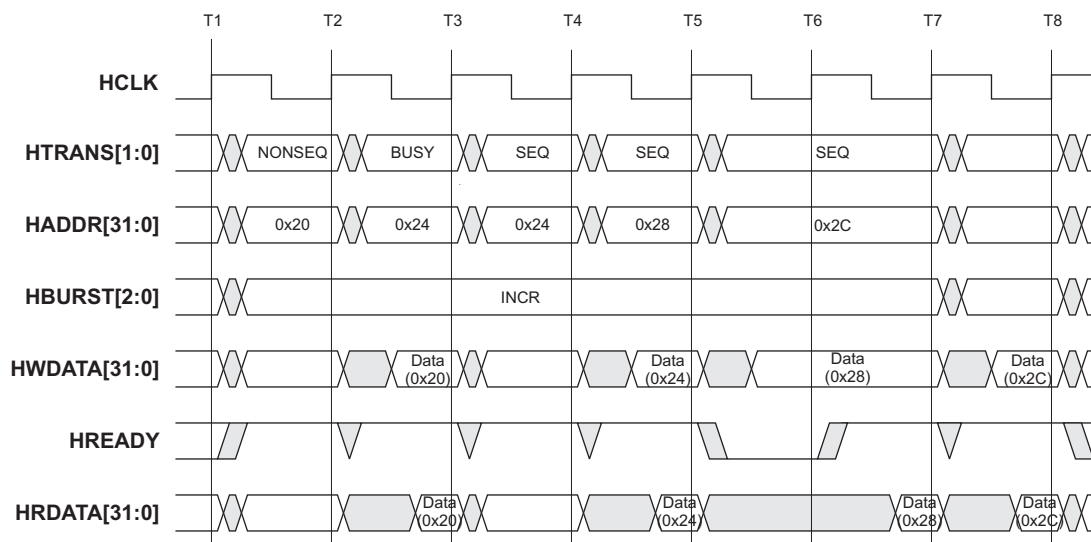 T1 T2 T3 T4 T5 T6 T7 T8
HCLK
HTRANS[1:0] NONSEQ BUSY SEQ SEQ SEQ
HADDR[31:0] 0x20 0x24 0x24 0x28 0x2C
HBURST[2:0] INCR
HWDATA[31:0] Data (0x20) Data (0x24) Data (0x28) Data (0x2C)
HREADY
HRDATA[31:0] Data (0x20) Data (0x24) Data (0x28) Data (0x2C)